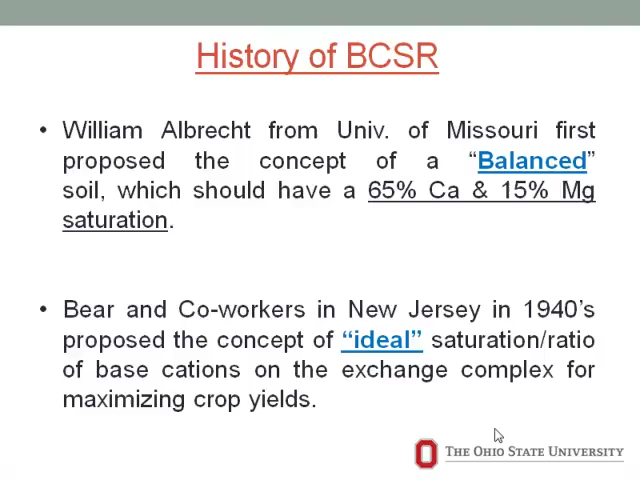 History of BCSR
• William Albrecht from Univ. of Missouri first
proposed the concept of a “Balanced”
soil, which should have a 65% Ca & 15% Mg
saturation.
• Bear and Co-workers in New Jersey in 1940’s
proposed the concept of “ideal” saturation/ratio
of base cations on the exchange complex for
maximizing crop yields.
THE OHIO STATE UNIVERSITY